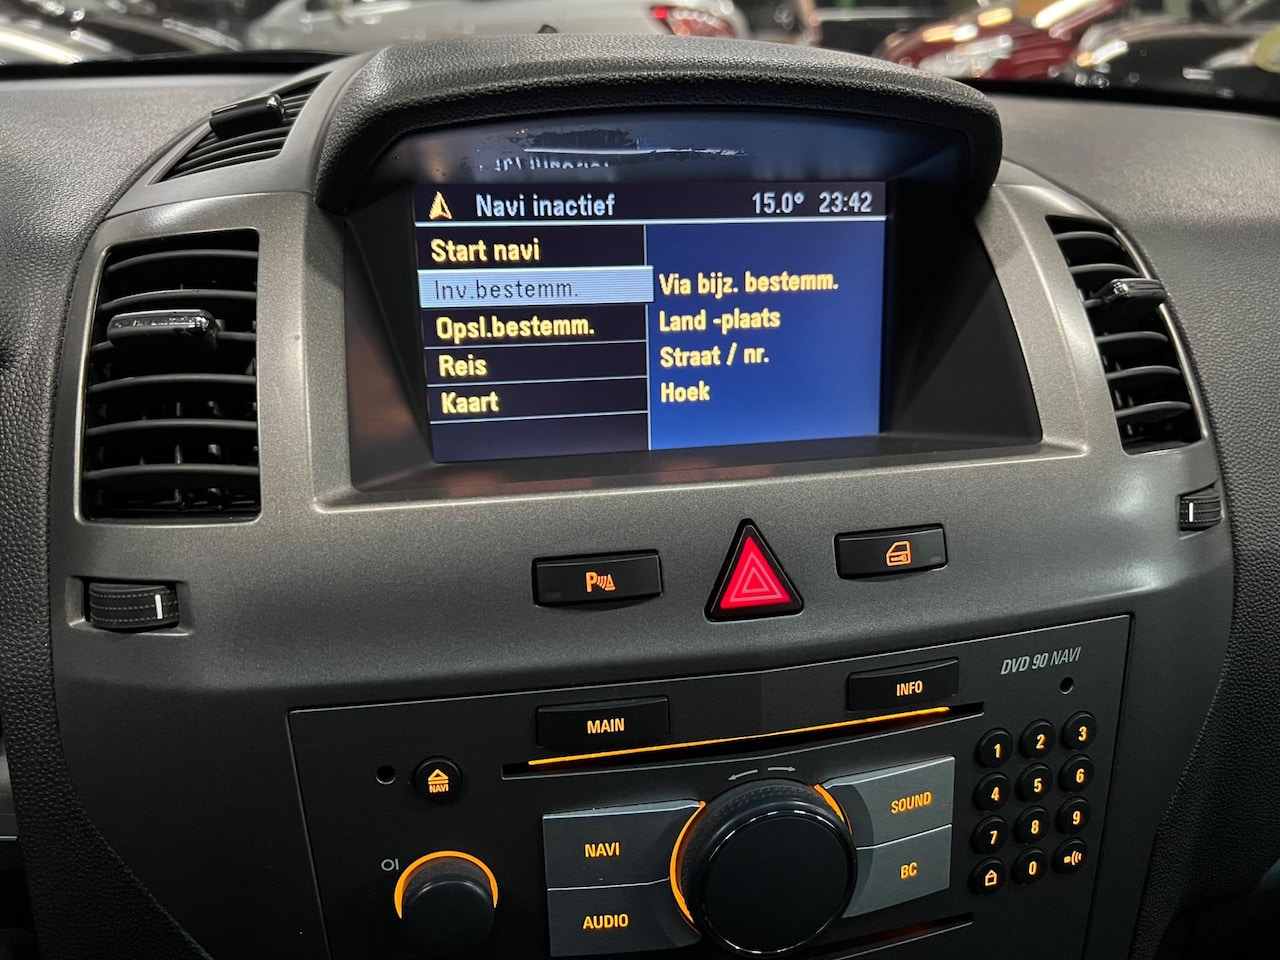 Navi inactief 15.0° 23:42
Start navi
Inv.bestemm.
Opsl.bestemm.
Reis
Kaart
Via bijz. bestemm.
Land -plaats
Straat / nr.
Hoek
P
DVD 90 NAVI
INFO
MAIN
NAVI
1 2 3
4 5 6
7 8 9
0
SOUND
NAVI
BC
AUDIO